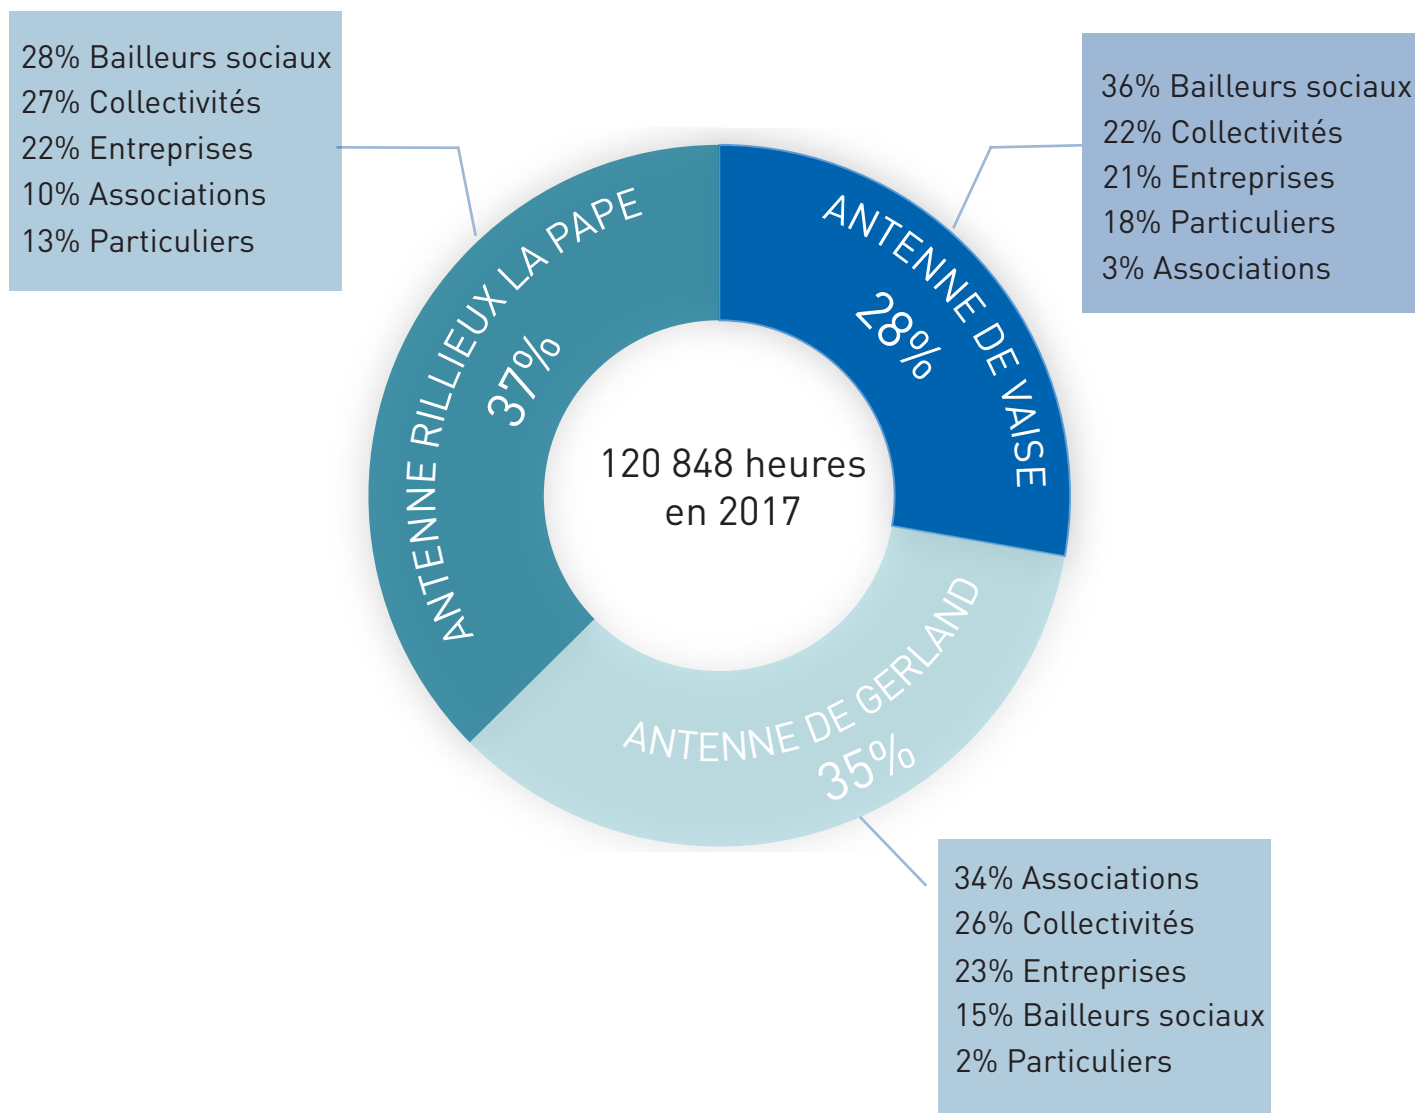 28% Bailleurs sociaux
27% Collectivités
22% Entreprises
10% Associations
13% Particuliers
36% Bailleurs sociaux
22% Collectivités
21% Entreprises
18% Particuliers
3% Associations
ANTENNE RILLIEUX LA PAPE
37%
ANTENNE DE VAISE
28%
120 848 heures
en 2017
ANTENNE DE GERLAND
35%
34% Associations
26% Collectivités
23% Entreprises
15% Bailleurs sociaux
2% Particuliers